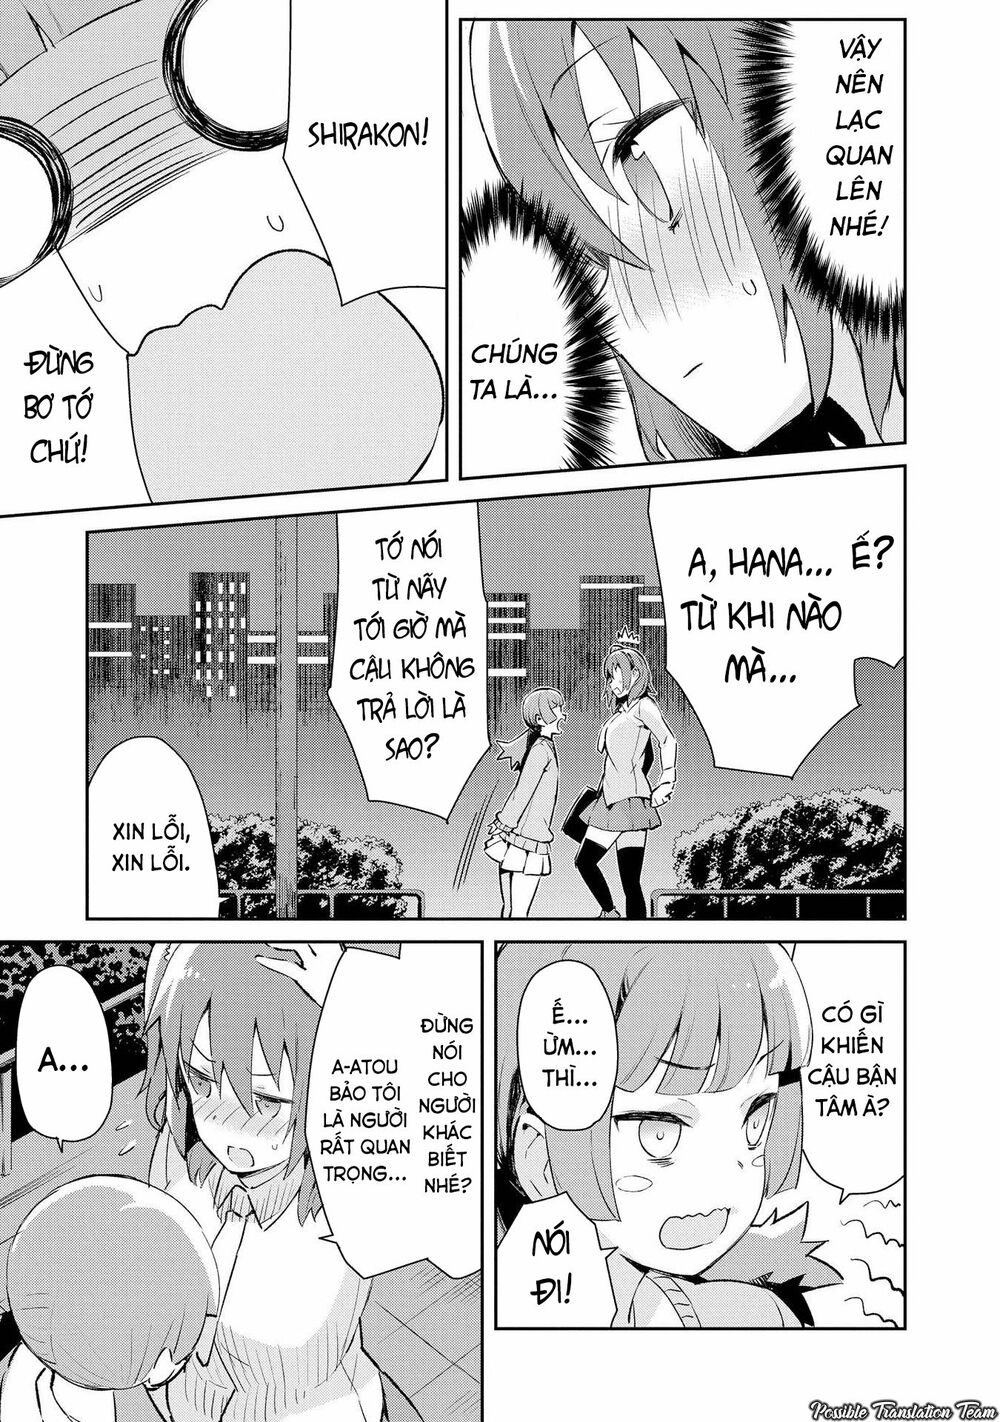 VẬY
NÊN
LẠC
QUAN
LÊN
NHÉ!
CHÚNG
TA LÀ...
SHIRAKON!
ĐỪNG
BƠ TỚ
CHỨ!
Ế?
A, HANA...
TỪ KHI NÀO
MÀ...
TỚ NÓI
TỪ NÃY
TỚI GIỜ MÀ
CẬU KHÔNG
TRẢ LỜI LÀ
SAO?
XIN LỖI,
XIN LỖI.
CÓ GÌ
KHIẾN
CẬU BẬN
TÂM À?
Ế...
ỪM
THÌ...
NÓI
ĐI!
ĐỪNG
NÓI CHO
NGƯỜI
KHÁC
BIẾT
NHÉ?
A-ATOU
BẢO TÔI
LÀ NGƯỜI
RẤT QUAN
TRỌNG...
A...
Possible Translation Team